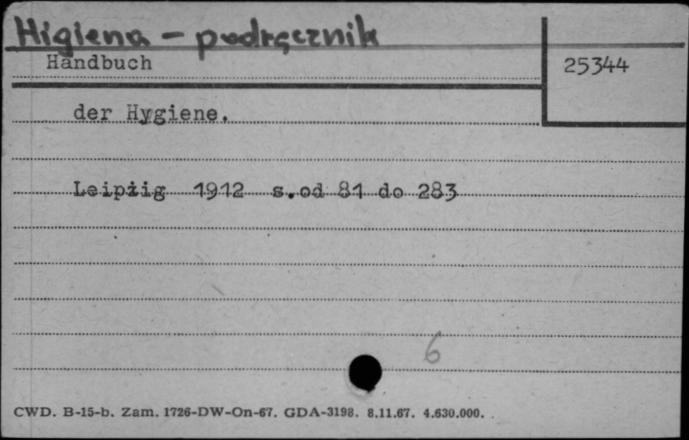 Higiena - podręcznik
Handbuch
25344
der Hygiene.
Leipzig 1912 s.od 81 do 283
6
CWD. B-15-b. Zam. 1726-DW-On-67. GDA-3198. 8.11.67. 4.630.000.